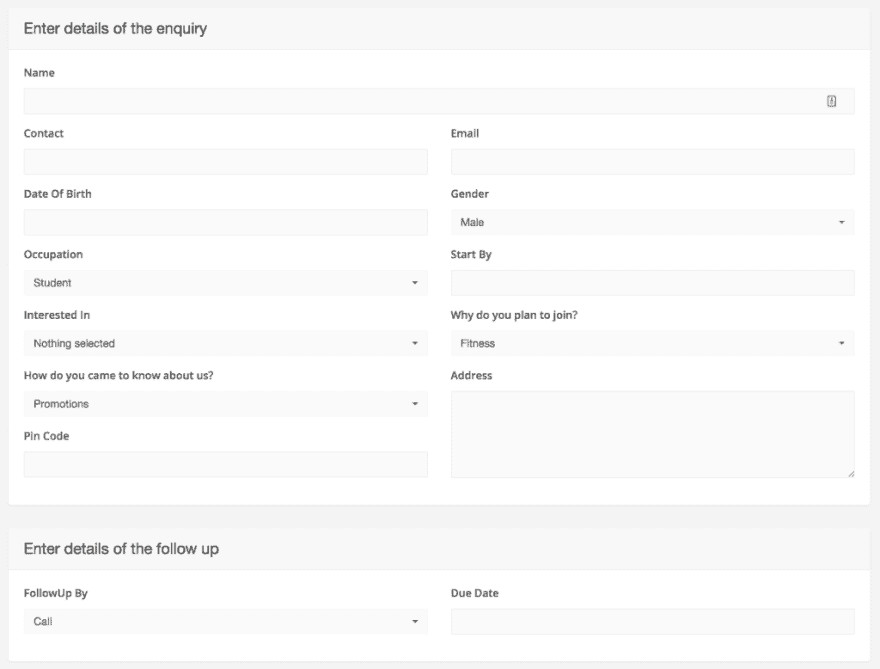 Enter details of the enquiry
Name
Contact
Email
Date Of Birth
Gender
Male
Occupation
Start By
Student
Interested In
Why do you plan to join?
Nothing selected
Fitness
How do you came to know about us?
Address
Promotions
Pin Code
Enter details of the follow up
FollowUp By
Due Date
Call